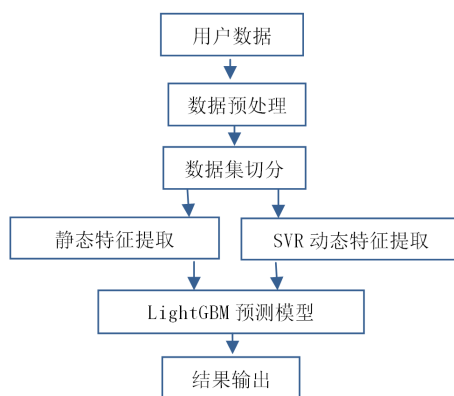 用户数据
数据预处理
数据集切分
静态特征提取
SVR 动态特征提取
LightGBM 预测模型
结果输出